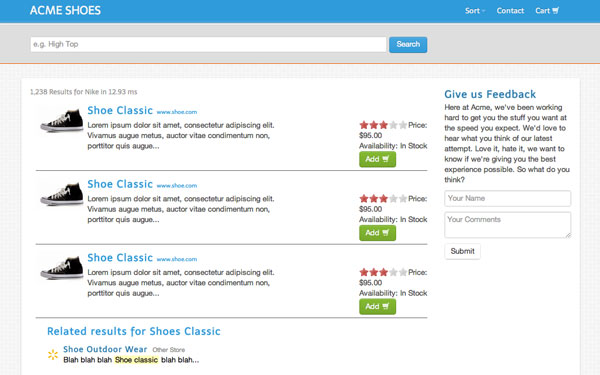 ACME SHOES
Sort Contact Cart
e.g. High Top Search
1,238 Results for Nike in 12.93 ms
Shoe Classic www.shoe.com
Lorem ipsum dolor sit amet, consectetur adipiscing elit.
Vivamus augue metus, auctor vitae condimentum non,
porttitor quis augue...
Price:
$95.00
Availability: In Stock
Add
Shoe Classic www.shoe.com
Lorem ipsum dolor sit amet, consectetur adipiscing elit.
Vivamus augue metus, auctor vitae condimentum non,
porttitor quis augue...
Price:
$95.00
Availability: In Stock
Add
Shoe Classic www.shoe.com
Lorem ipsum dolor sit amet, consectetur adipiscing elit.
Vivamus augue metus, auctor vitae condimentum non,
porttitor quis augue...
Price:
$95.00
Availability: In Stock
Add
Related results for Shoes Classic
Shoe Outdoor Wear Other Store
Blah blah blah Shoe classic blah blah...
Give us Feedback
Here at Acme, we've been working
hard to get you the stuff you want at
the speed you expect. We'd love to
hear what you think of our latest
attempt. Love it, hate it, we want
to know if we're giving you the best
experience possible. So what do you
think?
Your Name
Your Comments
Submit